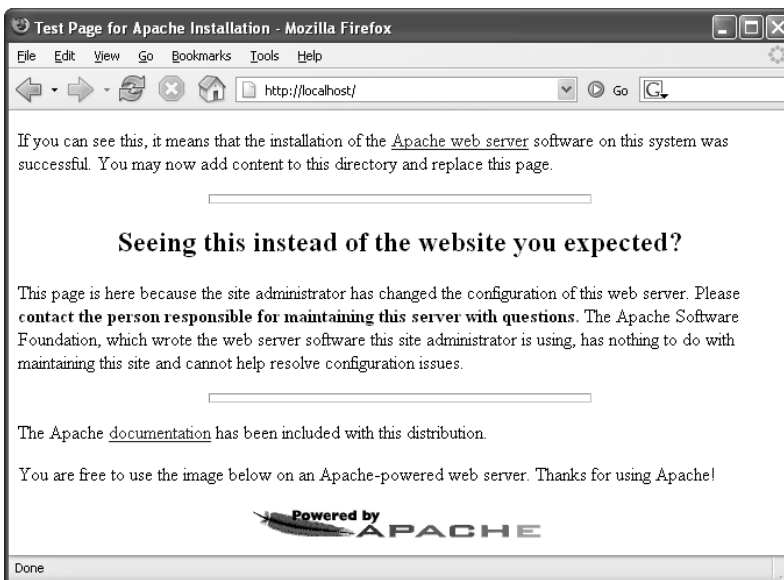 Test Page for Apache Installation - Mozilla Firefox
File Edit View Go Bookmarks Tools Help
http://localhost/ Go G
If you can see this, it means that the installation of the Apache web server software on this system was
successful. You may now add content to this directory and replace this page.
Seeing this instead of the website you expected?
This page is here because the site administrator has changed the configuration of this web server. Please
contact the person responsible for maintaining this server with questions. The Apache Software
Foundation, which wrote the web server software this site administrator is using, has nothing to do with
maintaining this site and cannot help resolve configuration issues.
The Apache documentation has been included with this distribution.
You are free to use the image below on an Apache-powered web server. Thanks for using Apache!
Powered by
APACHE
Done